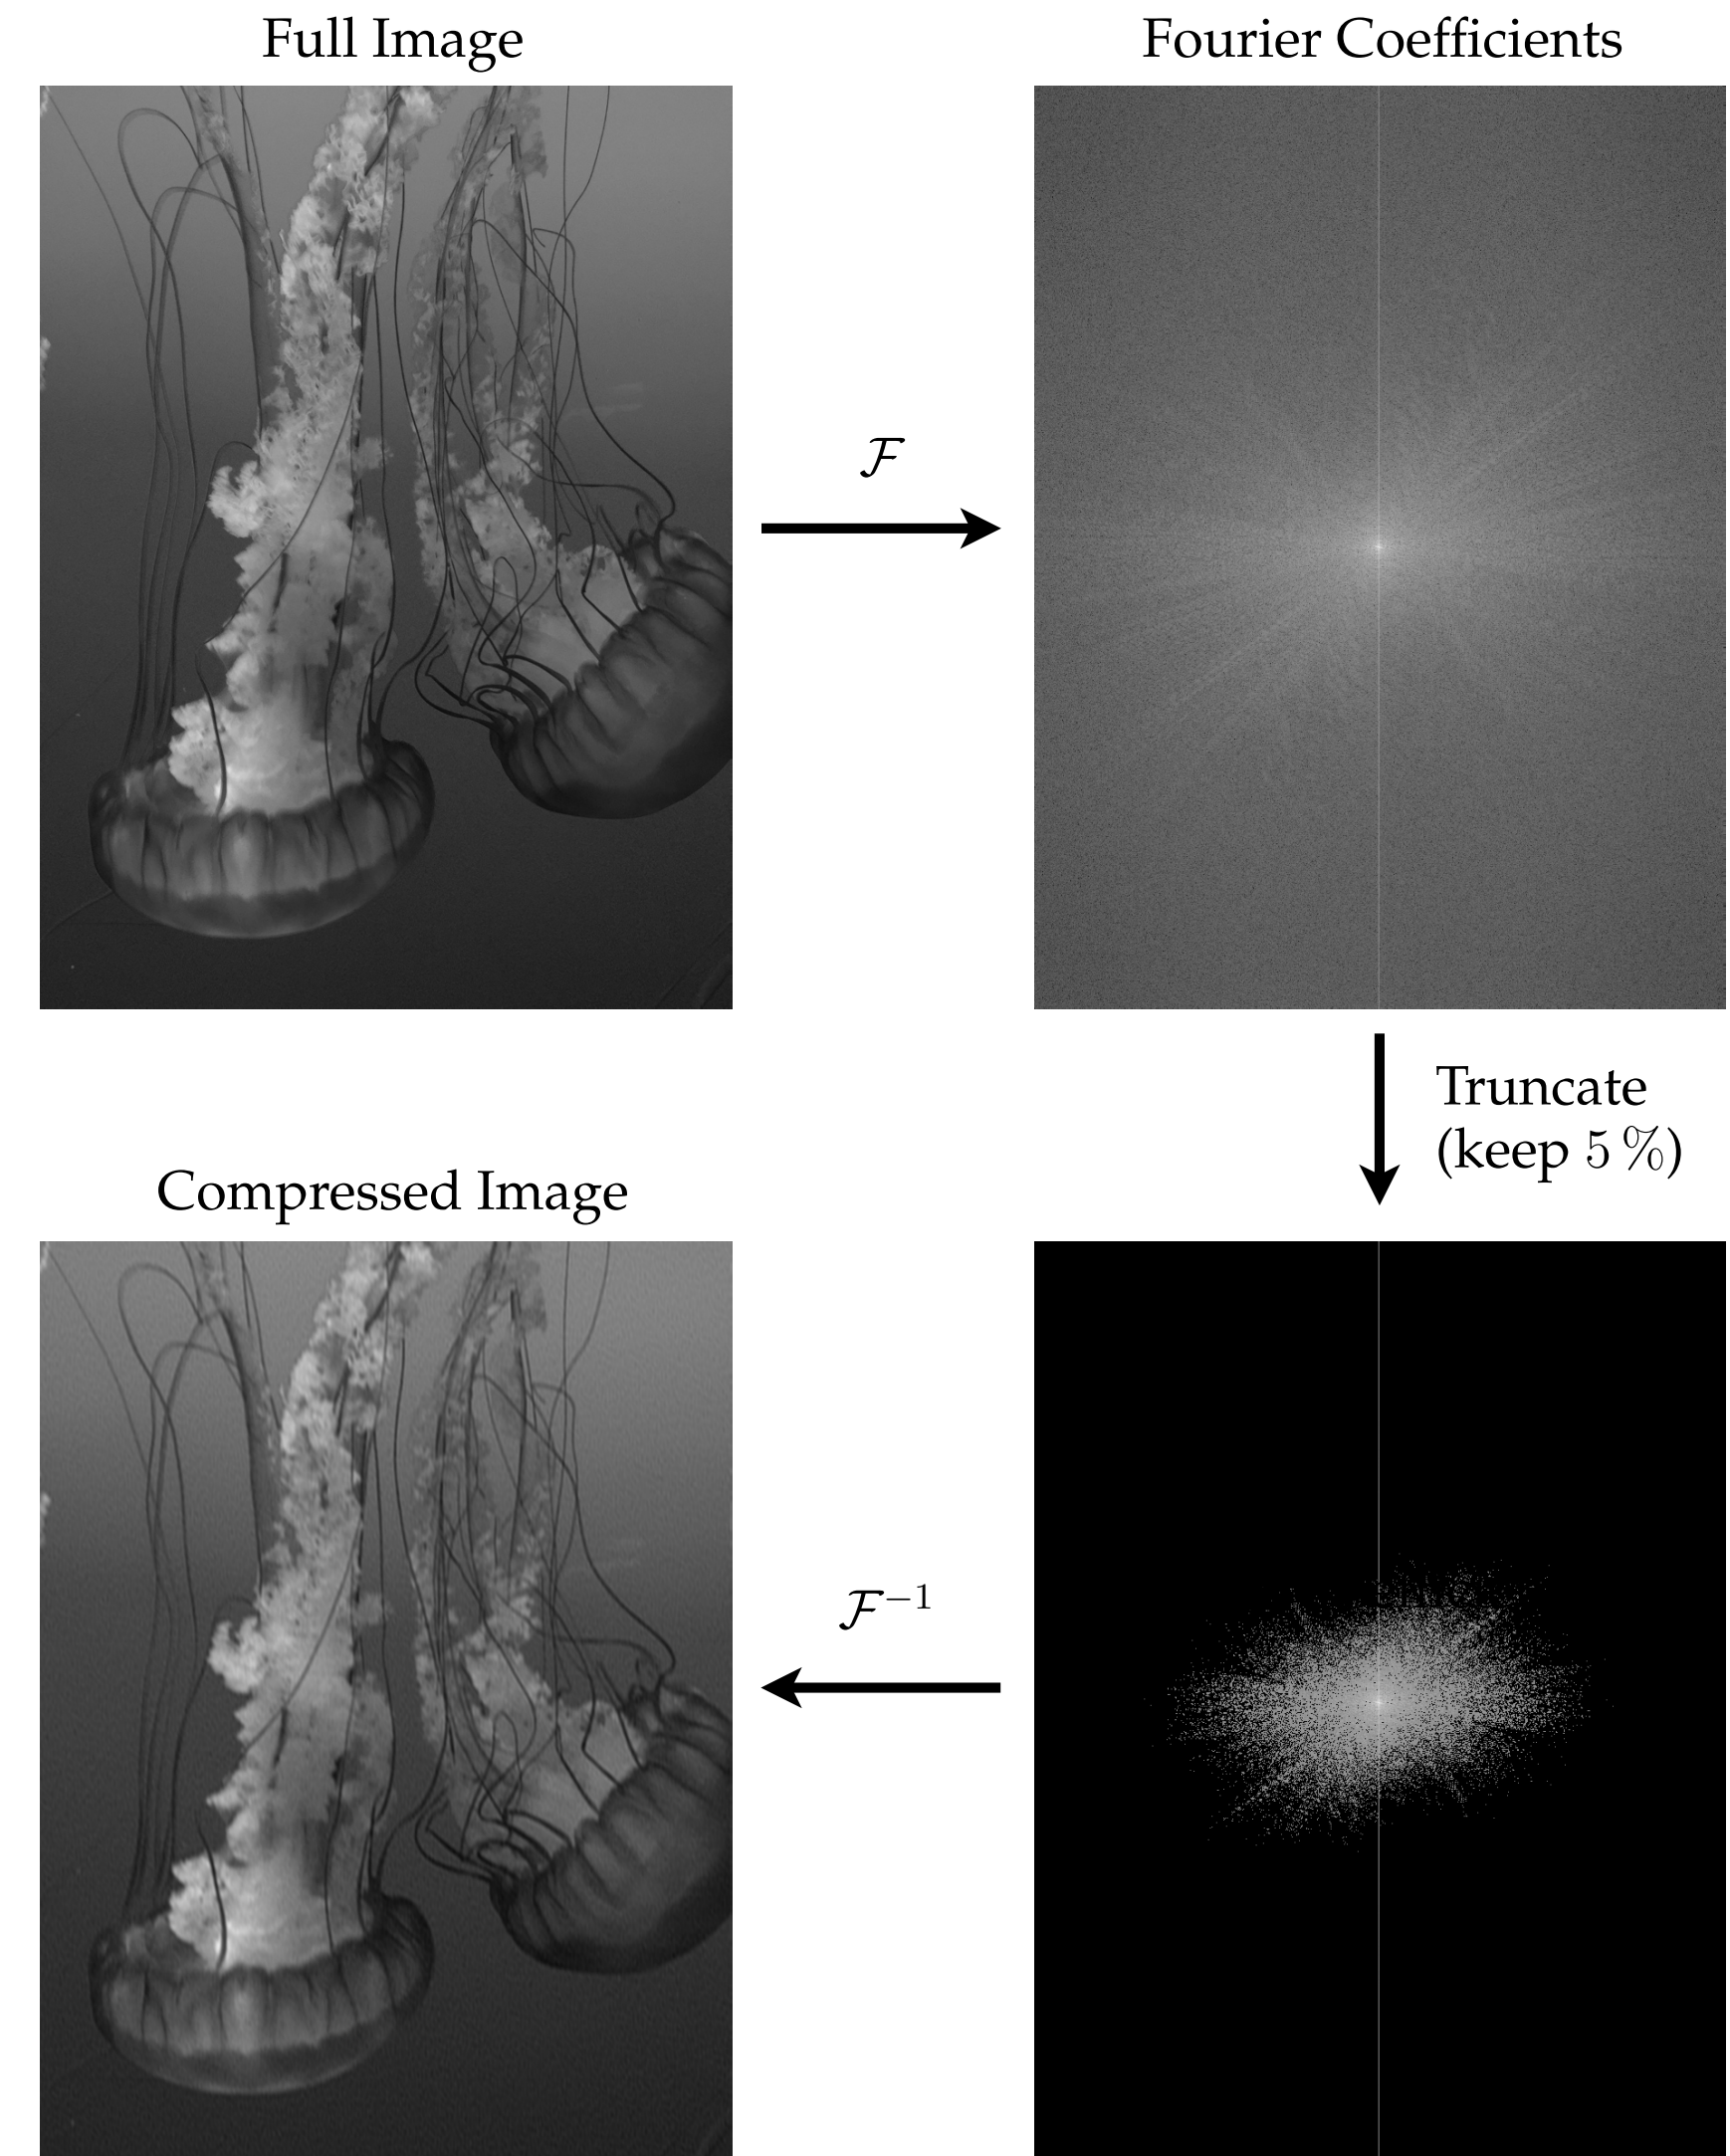 Full Image
Fourier Coefficients
ℱ
Truncate
(keep 5 %)
Compressed Image
ℱ⁻¹